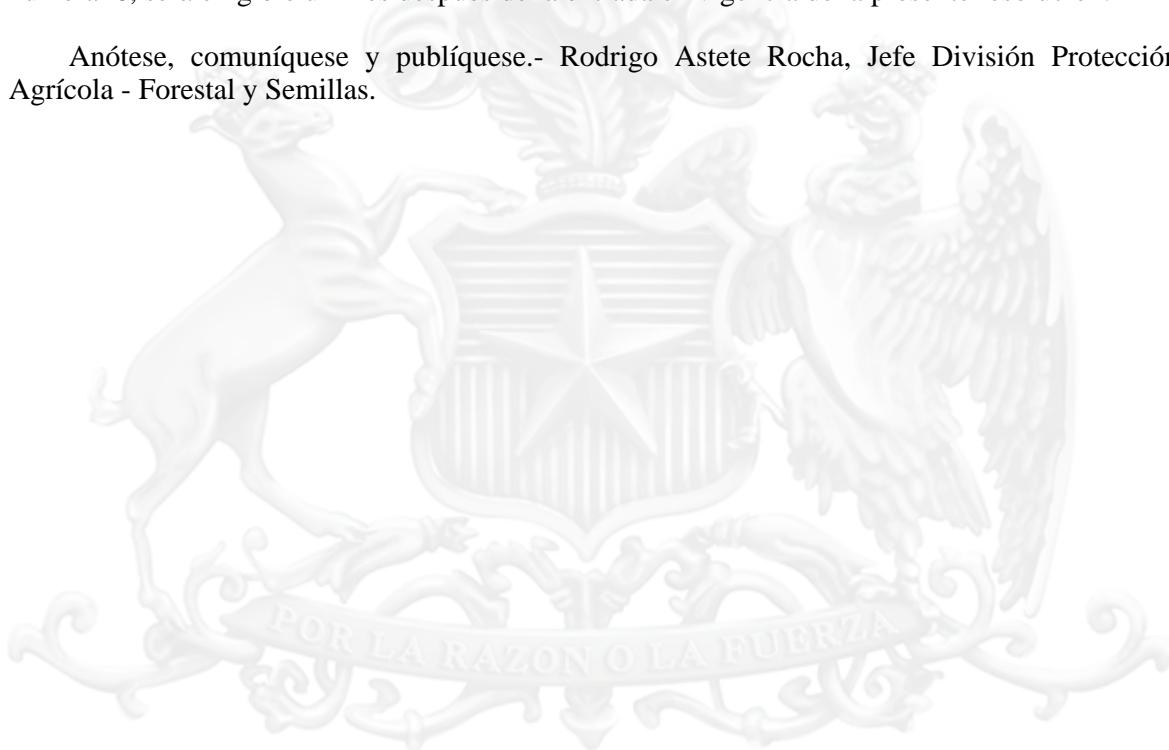 Anótese, comuníquese y publíquese.- Rodrigo Astete Rocha, Jefe División Protección
Agrícola - Forestal y Semillas.
POR LA RAZON O LA FUERZA